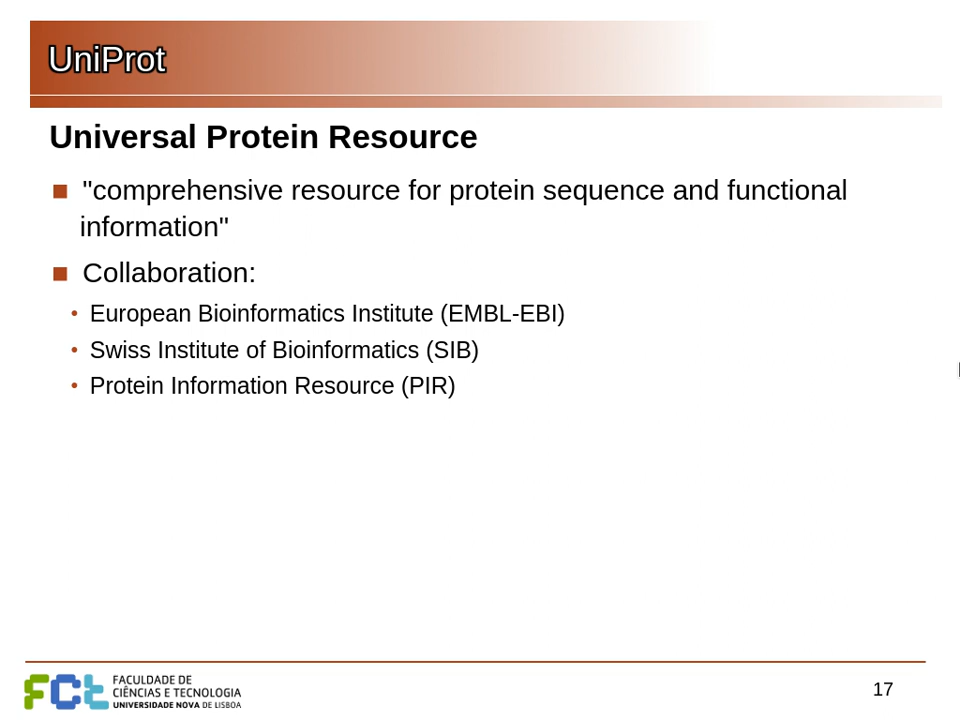 UniProt
Universal Protein Resource
"comprehensive resource for protein sequence and functional
information"
Collaboration:
• European Bioinformatics Institute (EMBL-EBI)
• Swiss Institute of Bioinformatics (SIB)
• Protein Information Resource (PIR)
FCt
FACULDADE DE
CIÊNCIAS E TECNOLOGIA
UNIVERSIDADE NOVA DE LISBOA
17